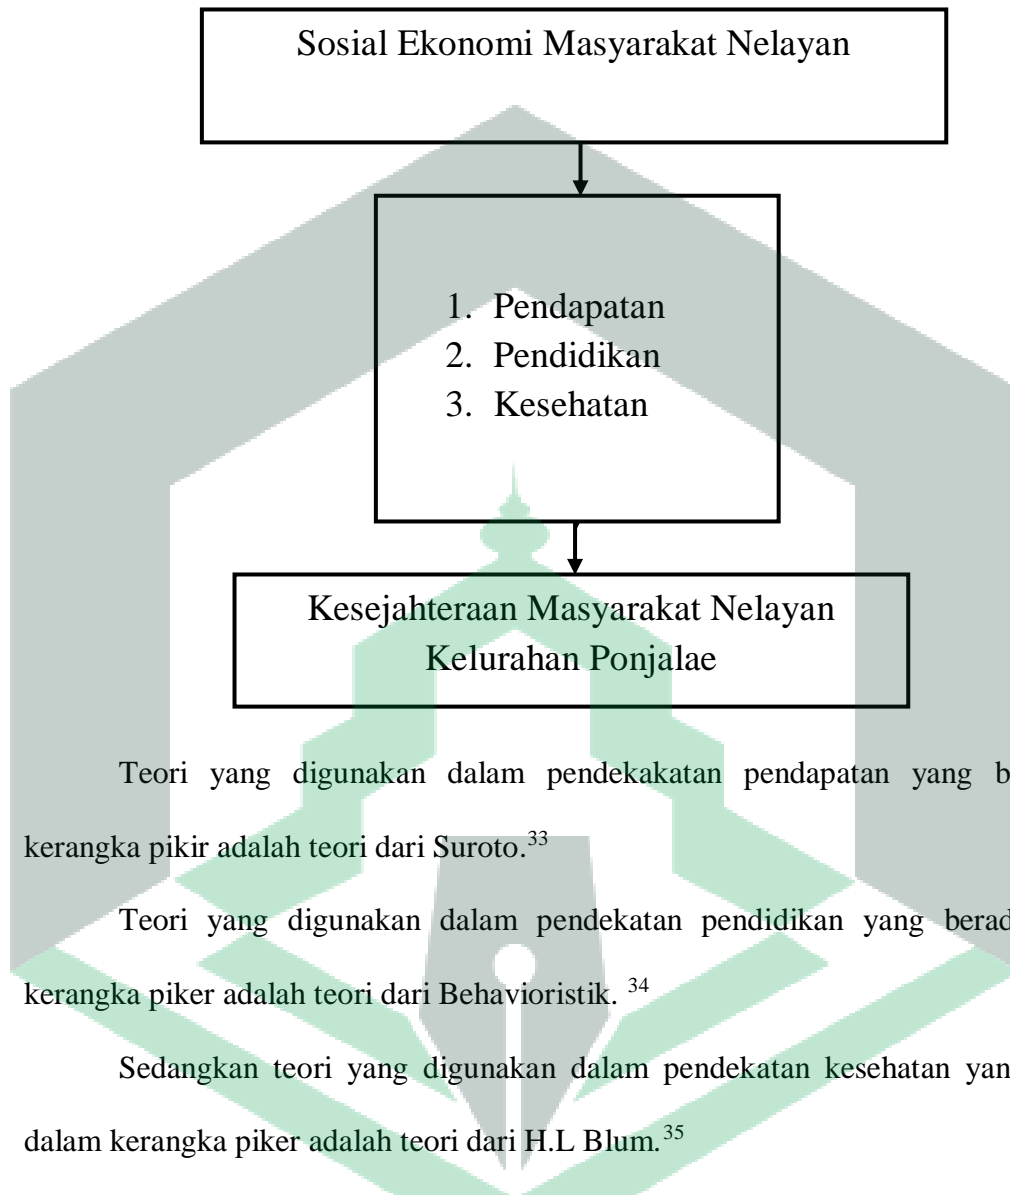 Sosial Ekonomi Masyarakat Nelayan
1. Pendapatan
2. Pendidikan
3. Kesehatan
Kesejahteraan Masyarakat Nelayan
Kelurahan Ponjalae
Teori yang digunakan dalam pendekakatan pendapatan yang
kerangka pikir adalah teori dari Suroto.33
Teori yang digunakan dalam pendekatan pendidikan yang
kerangka piker adalah teori dari Behavioristik. 34
Sedangkan teori yang digunakan dalam pendekatan kesehatan
dalam kerangka piker adalah teori dari H.L Blum.35